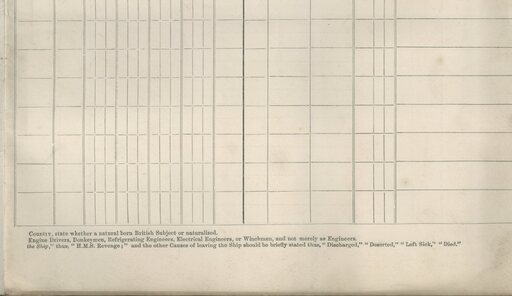 COUNTY, state whether a natural born British Subject or naturalised.
Engine Drivers, Donkeymen, Refrigerating Engineers, Electrical Engineers, or Winchmen, and not merely as Engineers.
the Ship," thus, "H.M.S. Revenge;" and the other Causes of leaving the Ship should be briefly stated thus, "Discharged," "Deserted," "Left Sick," "Died."